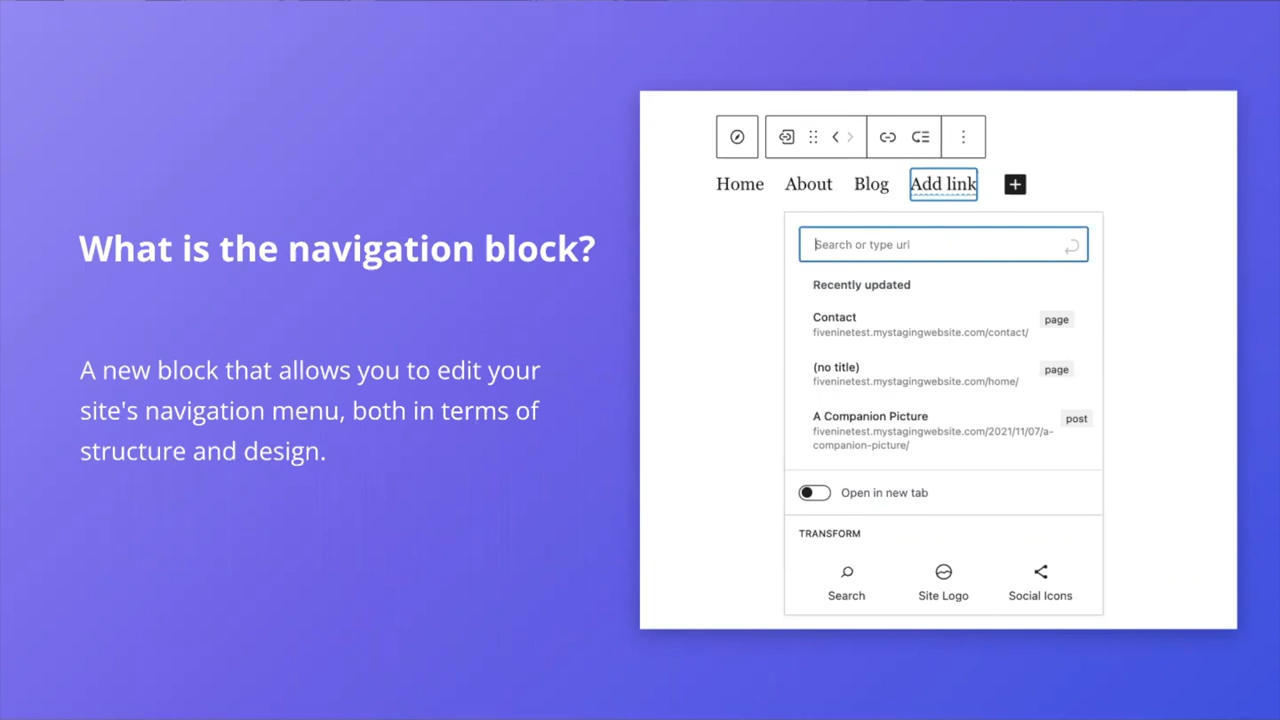 What is the navigation block?
A new block that allows you to edit your
site's navigation menu, both in terms of
structure and design.
Home About Blog Add link
Search or type url
Recently updated
Contact page
fiveninetest.mystagingwebsite.com/contact/
(no title) page
fiveninetest.mystagingwebsite.com/home/
A Companion Picture post
fiveninetest.mystagingwebsite.com/2021/11/07/a-
companion-picture/
Open in new tab
TRANSFORM
Search Site Logo Social Icons